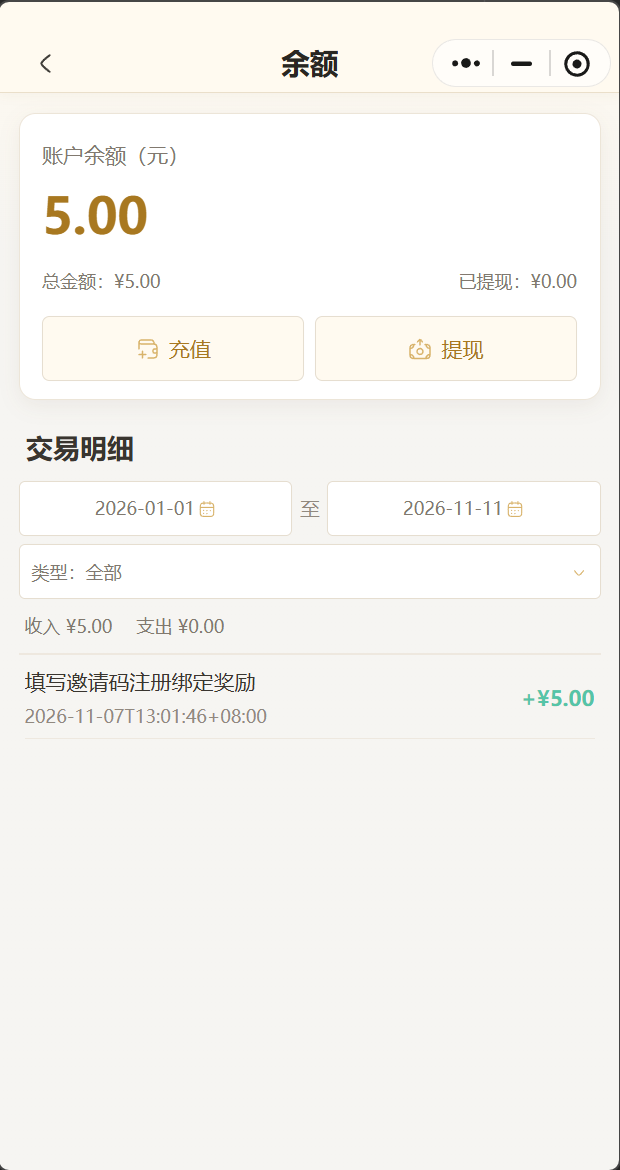 余额
账户余额（元）
5.00
总金额：¥5.00 已提现：¥0.00
充值 提现
交易明细
2026-01-01 至 2026-11-11
类型：全部
收入 ¥5.00 支出 ¥0.00
填写邀请码注册绑定奖励
+¥5.00
2026-11-07T13:01:46+08:00